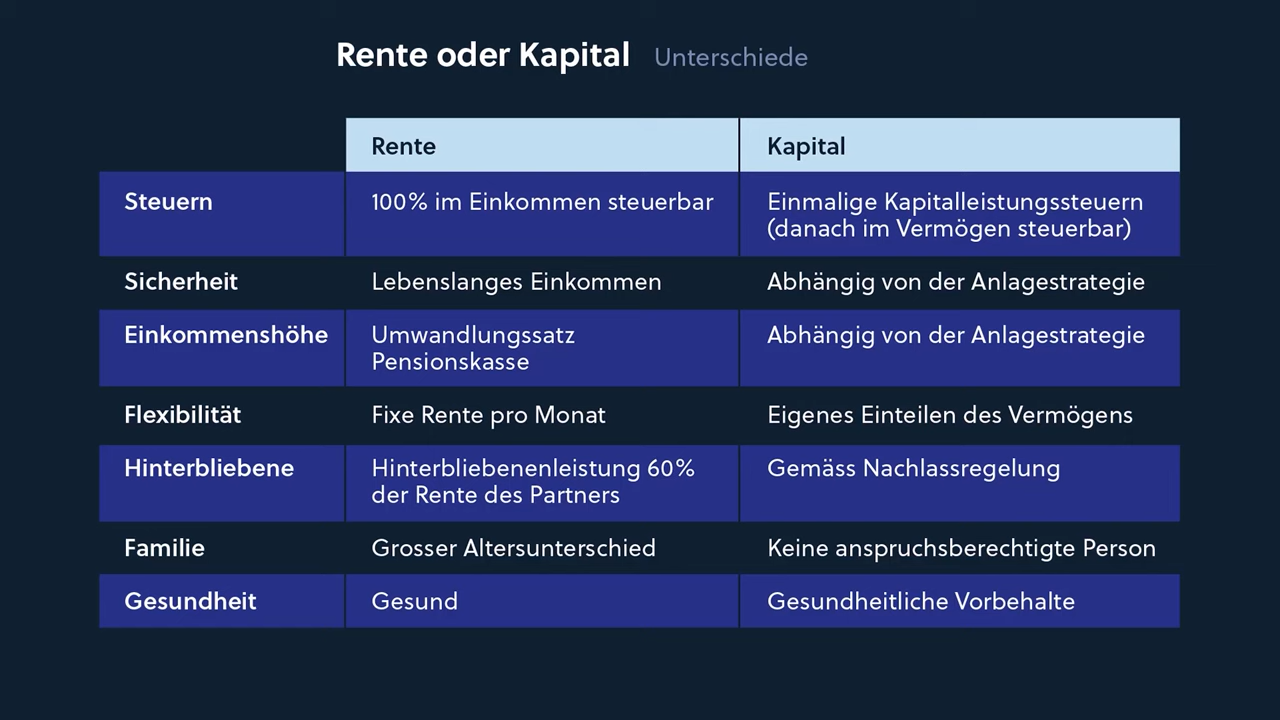 Rente oder Kapital Unterschiede
Rente Kapital
Steuern 100% im Einkommen steuerbar Einmalige Kapitalleistungssteuern
(danach im Vermögen steuerbar)
Sicherheit Lebenslanges Einkommen Abhängig von der Anlagestrategie
Einkommenshöhe Umwandlungssatz Abhängig von der Anlagestrategie
Pensionskasse
Flexibilität Fixe Rente pro Monat Eigenes Einteilen des Vermögens
Hinterbliebene Hinterbliebenenleistung 60% Gemäss Nachlassregelung
der Rente des Partners
Familie Grosser Altersunterschied Keine anspruchsberechtigte Person
Gesundheit Gesund Gesundheitliche Vorbehalte